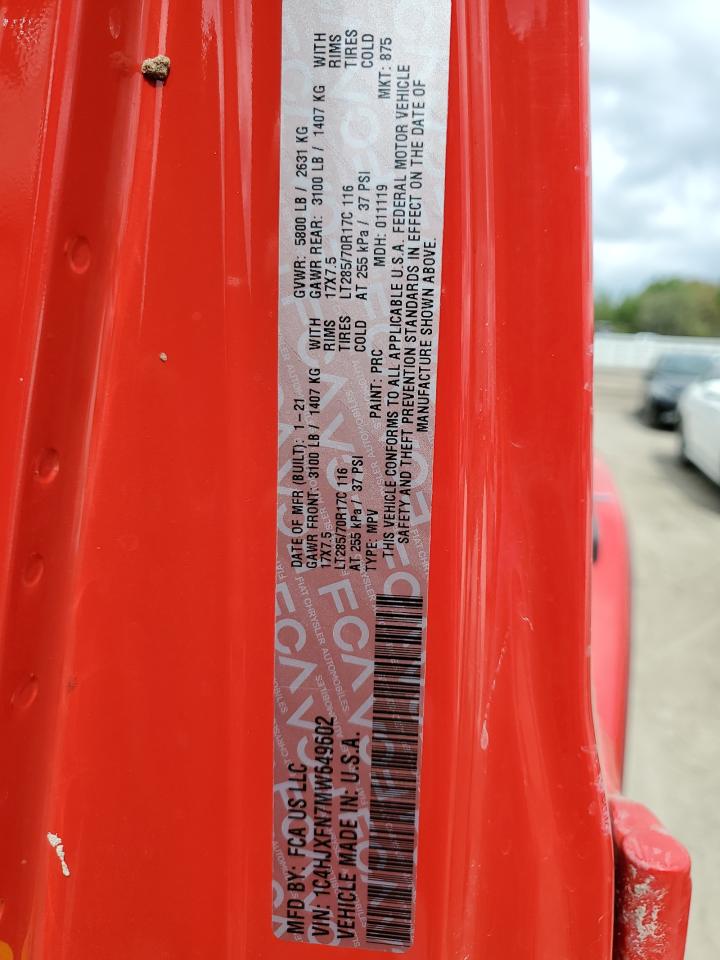 MFD BY: FCA US LLC
DATE OF MFR (BUILT): 1-21
GVWR: 5800 LB / 2631 KG
VIN: 1C4HJXFN7MW649602
GAWR FRONT: 3100 LB / 1407 KG WITH
GAWR REAR: 3100 LB / 1407 KG WITH
VEHICLE MADE IN: U.S.A.
17X7.5 RIMS
17X7.5 RIMS
LT285/70R17C 116 TIRES
LT285/70R17C 116 TIRES
AT 255 kPa / 37 PSI COLD
AT 255 kPa / 37 PSI COLD
TYPE: MPV PAINT: PRC MDH: 011119 MKT: 875
THIS VEHICLE CONFORMS TO ALL APPLICABLE U.S.A. FEDERAL MOTOR VEHICLE
SAFETY AND THEFT PREVENTION STANDARDS IN EFFECT ON THE DATE OF
MANUFACTURE SHOWN ABOVE.
FCA
FIAT CHRYSLER AUTOMOBILES